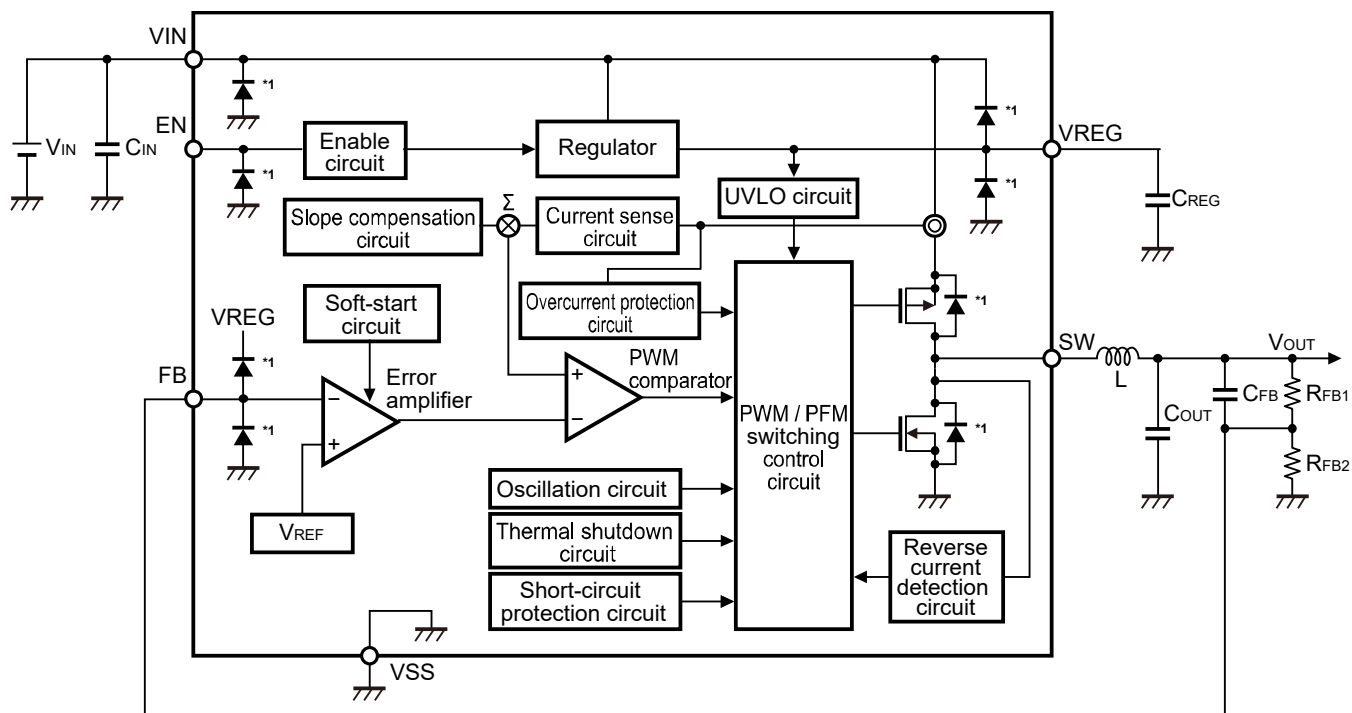 VIN
*1
*1
EN
VREG
VIN
CIN
Enable
circuit
Regulator
*1
*1
UVLO circuit
CREG
Σ
Slope compensation
circuit
Current sense
circuit
Overcurrent protection
circuit
*1
Soft-start
circuit
VREG
*1
SW
VOUT
L
FB
Error
amplifier
PWM
comparator
−
+
+
−
*1
PWM / PFM
switching
control
circuit
*1
COUT
CFB
RFB1
RFB2
Oscillation circuit
VREF
Thermal shutdown
circuit
Reverse
current
detection
circuit
Short-circuit
protection circuit
VSS